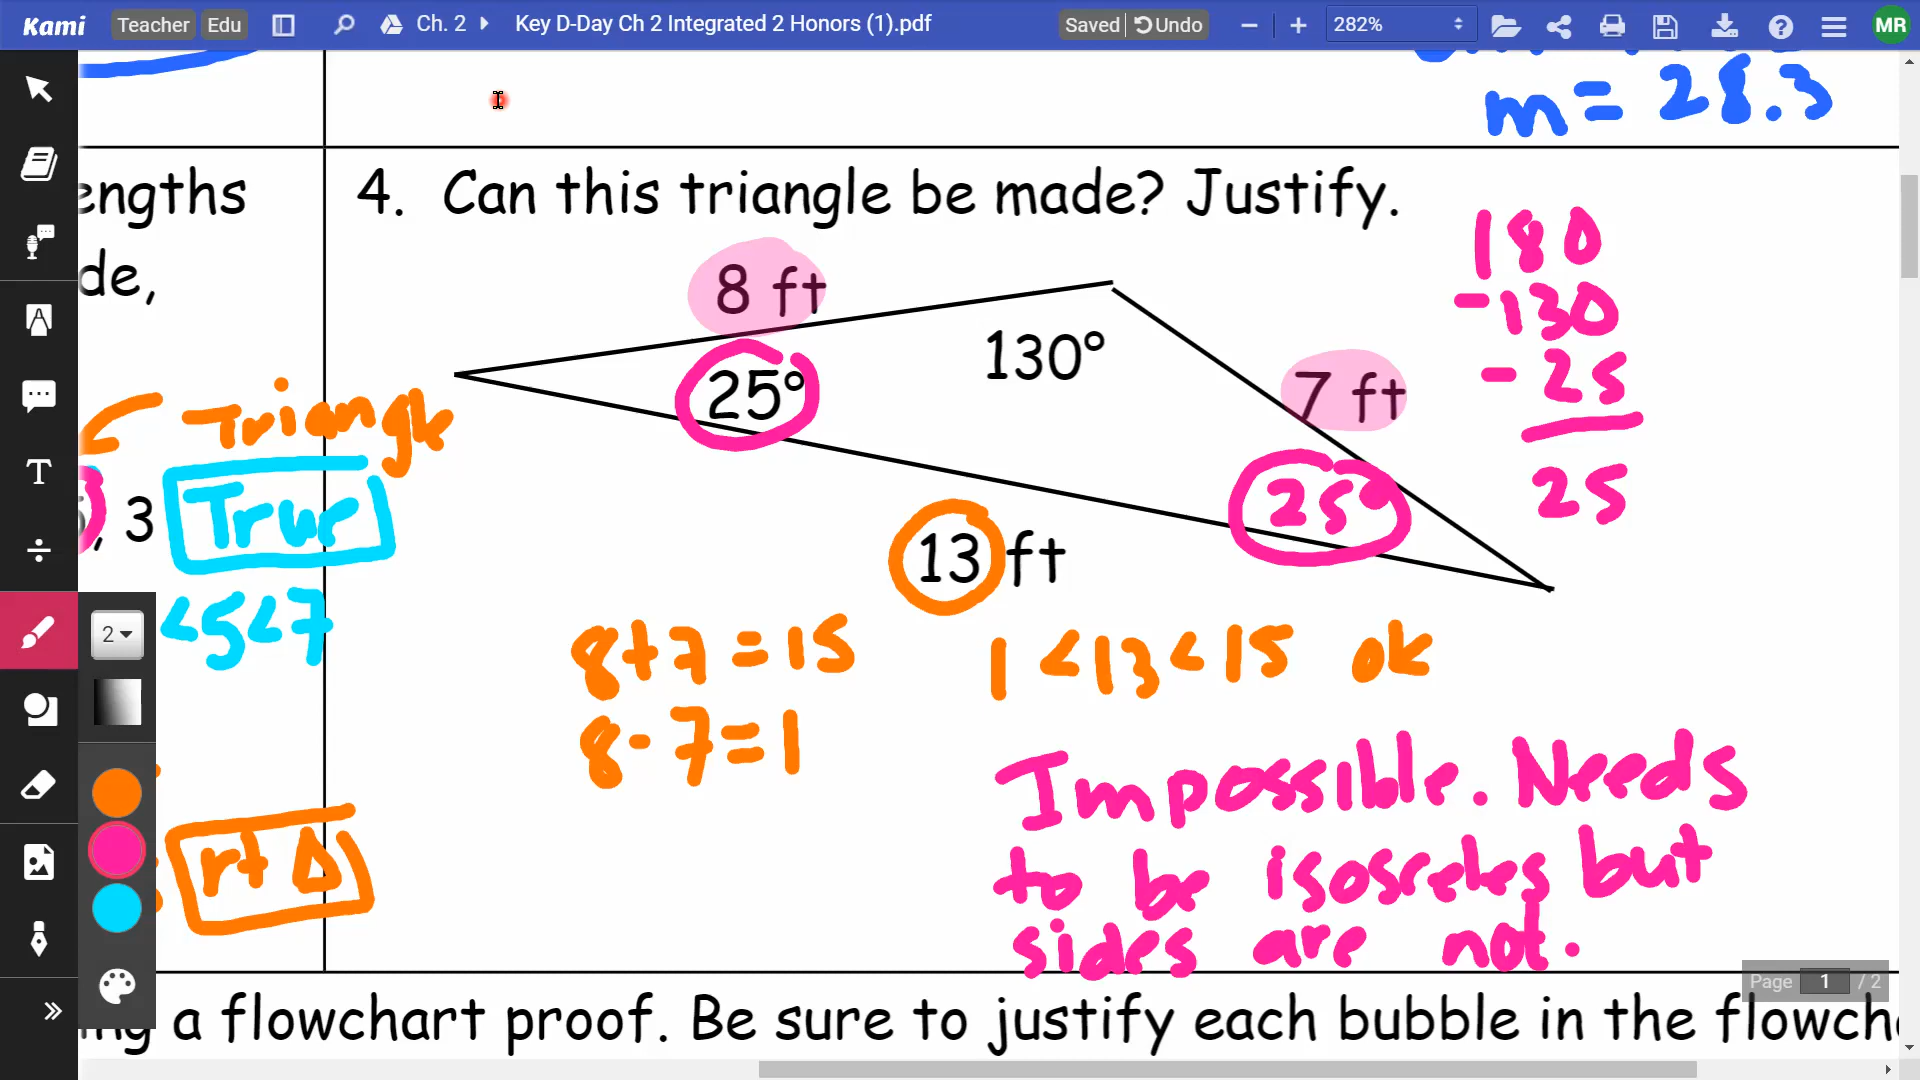 Kami Teacher Edu Ch. 2 Key D-Day Ch 2 Integrated 2 Honors (1).pdf Saved Undo 282% MR
m = 28.3
engths
de,
4. Can this triangle be made? Justify.
8 ft
130°
25°
7 ft
25°
13 ft
180
-130
- 25
25
Triangle
, 3 True
<5<7
8+7=15
8-7=1
1<13<15 ok
rt Δ
Impossible. Needs
to be isosceles but
sides are not.
2
Page 1 / 2
ing a flowchart proof. Be sure to justify each bubble in the flowch